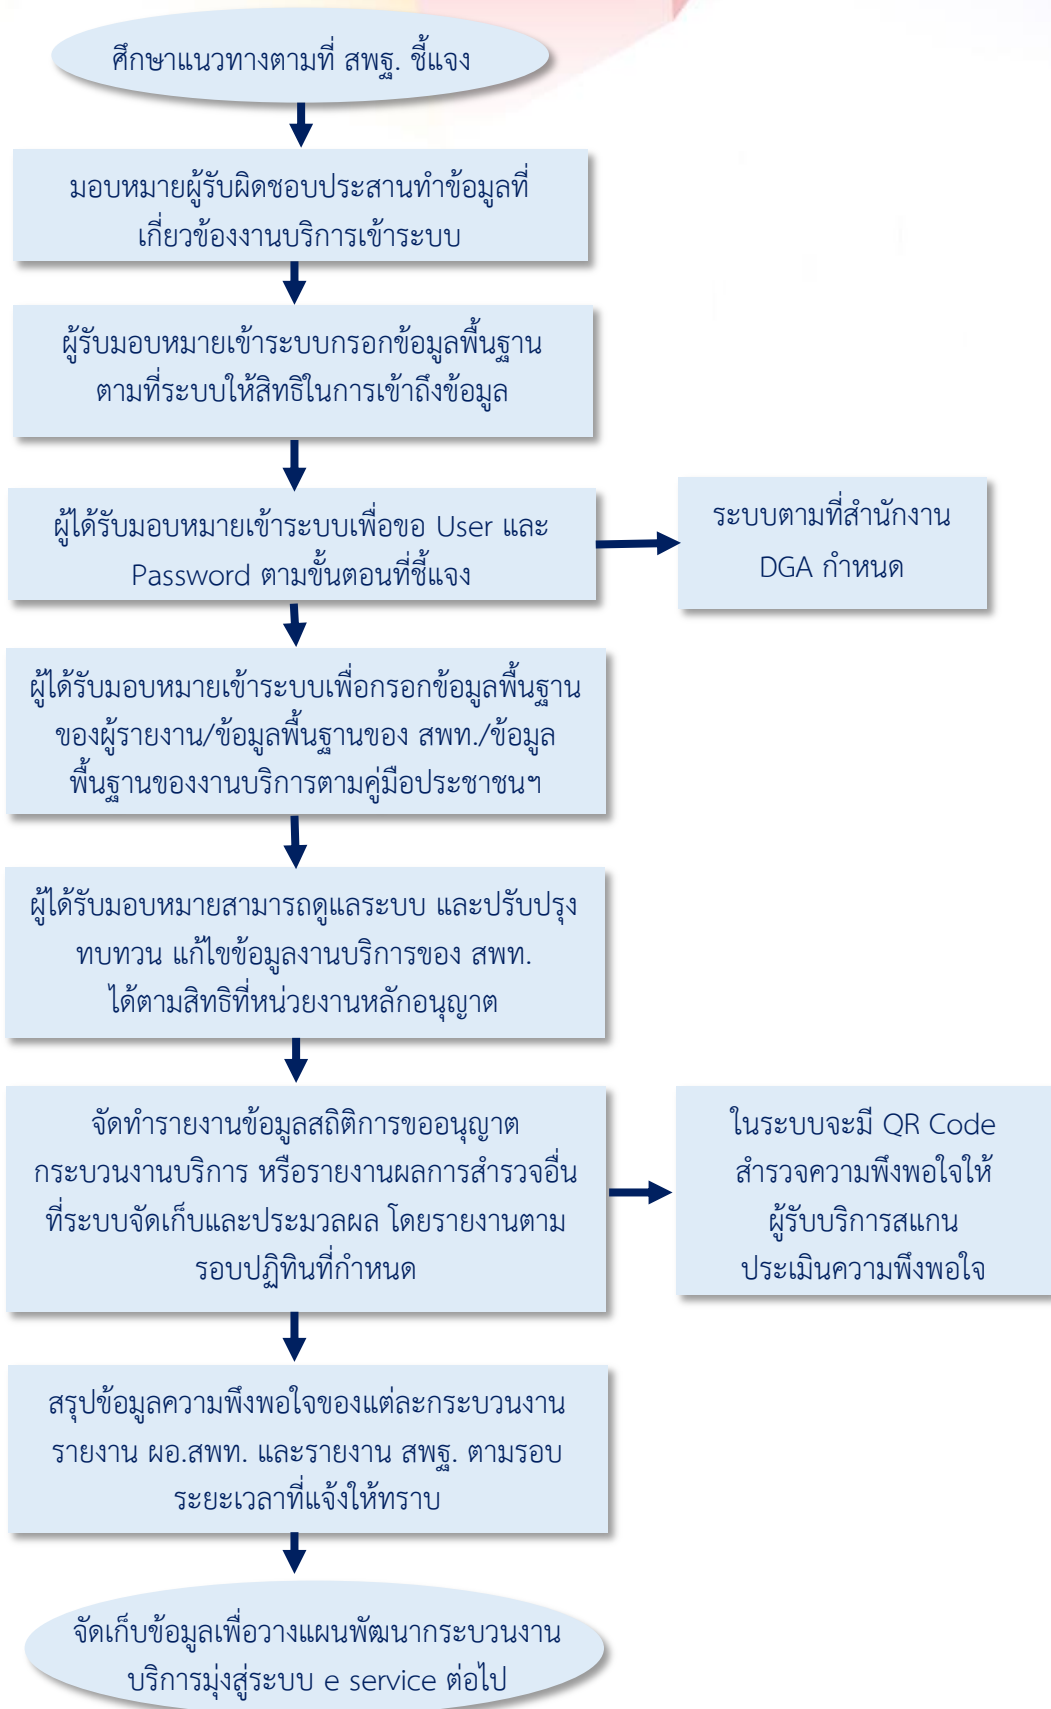 ศึกษาแนวทางตามที่ สพฐ. ชี้แจง
มอบหมายผู้รับผิดชอบประสานทำข้อมูลที่
เกี่ยวข้องงานบริการเข้าระบบ
ผู้รับมอบหมายเข้าระบบกรอกข้อมูลพื้นฐาน
ตามที่ระบบให้สิทธิในการเข้าถึงข้อมูล
ผู้ได้รับมอบหมายเข้าระบบเพื่อขอ User และ
Password ตามขั้นตอนที่ชี้แจง
ระบบตามที่สำนักงาน
DGA กำหนด
ผู้ได้รับมอบหมายเข้าระบบเพื่อกรอกข้อมูลพื้นฐาน
ของผู้รายงาน/ข้อมูลพื้นฐานของ สพท./ข้อมูล
พื้นฐานของงานบริการตามคู่มือประชาชนฯ
ผู้ได้รับมอบหมายสามารถดูแลระบบ และปรับปรุง
ทบทวน แก้ไขข้อมูลงานบริการของ สพท.
ได้ตามสิทธิที่หน่วยงานหลักอนุญาต
จัดทำรายงานข้อมูลสถิติการขออนุญาต
กระบวนงานบริการ หรือรายงานผลการสำรวจอื่น
ที่ระบบจัดเก็บและประมวลผล โดยรายงานตาม
รอบปฏิทินที่กำหนด
ในระบบจะมี QR Code
สำรวจความพึงพอใจให้
ผู้รับบริการสแกน
ประเมินความพึงพอใจ
สรุปข้อมูลความพึงพอใจของแต่ละกระบวนงาน
รายงาน ผอ.สพท. และรายงาน สพฐ. ตามรอบ
ระยะเวลาที่แจ้งให้ทราบ
จัดเก็บข้อมูลเพื่อวางแผนพัฒนากระบวนงาน
บริการมุ่งสู่ระบบ e service ต่อไป